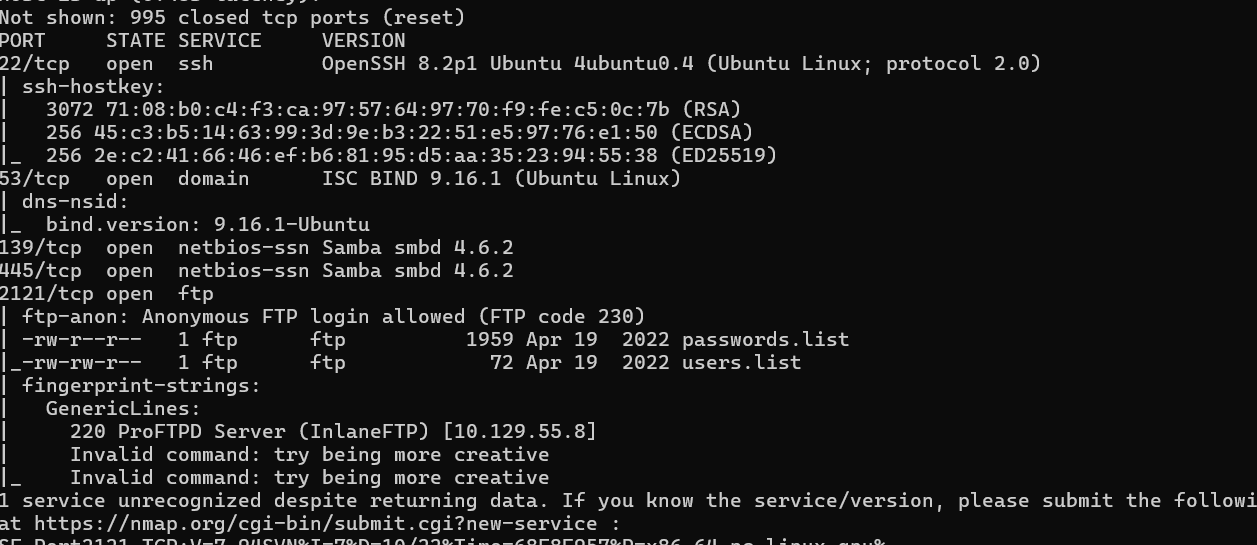 Not shown: 995 closed tcp ports (reset)
PORT     STATE SERVICE     VERSION
22/tcp   open  ssh         OpenSSH 8.2p1 Ubuntu 4ubuntu0.4 (Ubuntu Linux; protocol 2.0)
| ssh-hostkey:
|   3072 71:08:b0:c4:f3:ca:97:57:64:97:70:f9:fe:c5:0c:7b (RSA)
|   256 45:c3:b5:14:63:99:3d:9e:b3:22:51:e5:97:76:e1:50 (ECDSA)
|_  256 2e:c2:41:66:46:ef:b6:81:95:d5:aa:35:23:94:55:38 (ED25519)
53/tcp   open  domain      ISC BIND 9.16.1 (Ubuntu Linux)
| dns-nsid:
|_  bind.version: 9.16.1-Ubuntu
139/tcp  open  netbios-ssn Samba smbd 4.6.2
445/tcp  open  netbios-ssn Samba smbd 4.6.2
2121/tcp open  ftp
| ftp-anon: Anonymous FTP login allowed (FTP code 230)
| -rw-r--r--   1 ftp      ftp          1959 Apr 19  2022 passwords.list
|_-rw-rw-r--   1 ftp      ftp            72 Apr 19  2022 users.list
| fingerprint-strings:
|   GenericLines:
|     220 ProFTPD Server (InlaneFTP) [10.129.55.8]
|     Invalid command: try being more creative
|_    Invalid command: try being more creative
1 service unrecognized despite returning data. If you know the service/version, please submit the followi
at https://nmap.org/cgi-bin/submit.cgi?new-service :